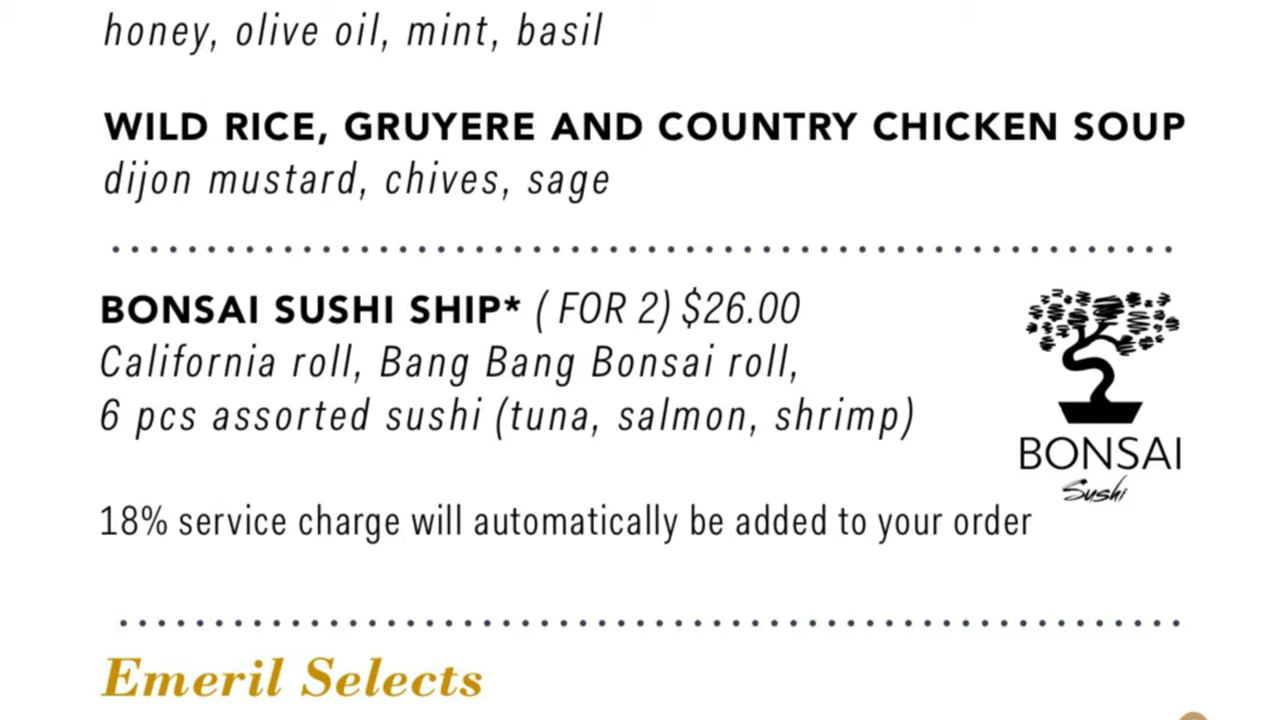 honey, olive oil, mint, basil
WILD RICE, GRUYERE AND COUNTRY CHICKEN SOUP
dijon mustard, chives, sage
BONSAI SUSHI SHIP* ( FOR 2) $26.00
California roll, Bang Bang Bonsai roll,
6 pcs assorted sushi (tuna, salmon, shrimp)
BONSAI
Sushi
18% service charge will automatically be added to your order
Emeril Selects